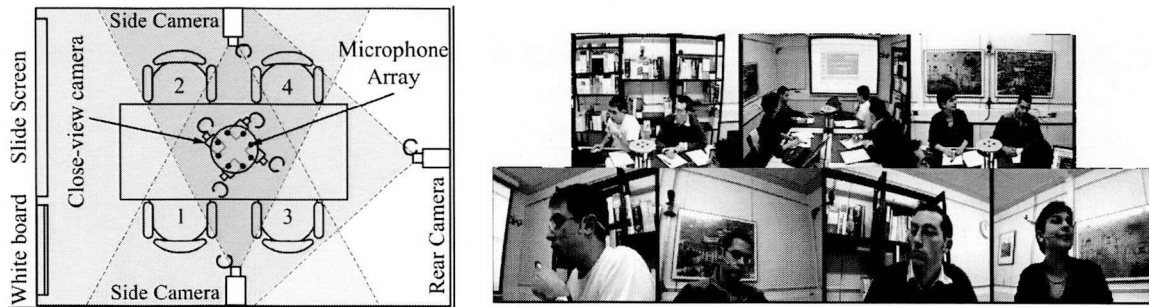 Side Camera
Microphone
Array
Slide Screen
Close-view camera
2
4
1
3
White board
Rear Camera
Side Camera